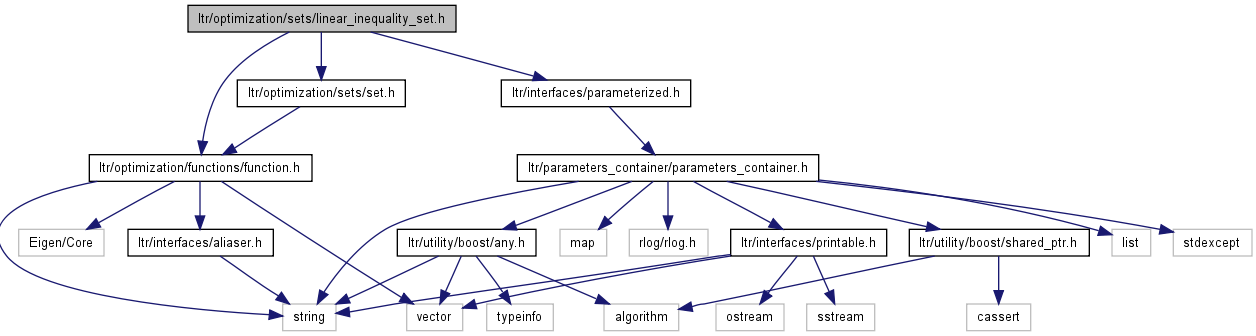 ltr/optimization/sets/linear_inequality_set.h
ltr/optimization/sets/set.h
ltr/interfaces/parameterized.h
ltr/optimization/functions/function.h
ltr/parameters_container/parameters_container.h
Eigen/Core
ltr/interfaces/aliaser.h
ltr/utility/boost/any.h
map
rlog/rlog.h
ltr/interfaces/printable.h
ltr/utility/boost/shared_ptr.h
list
stdexcept
string
vector
typeinfo
algorithm
ostream
sstream
cassert